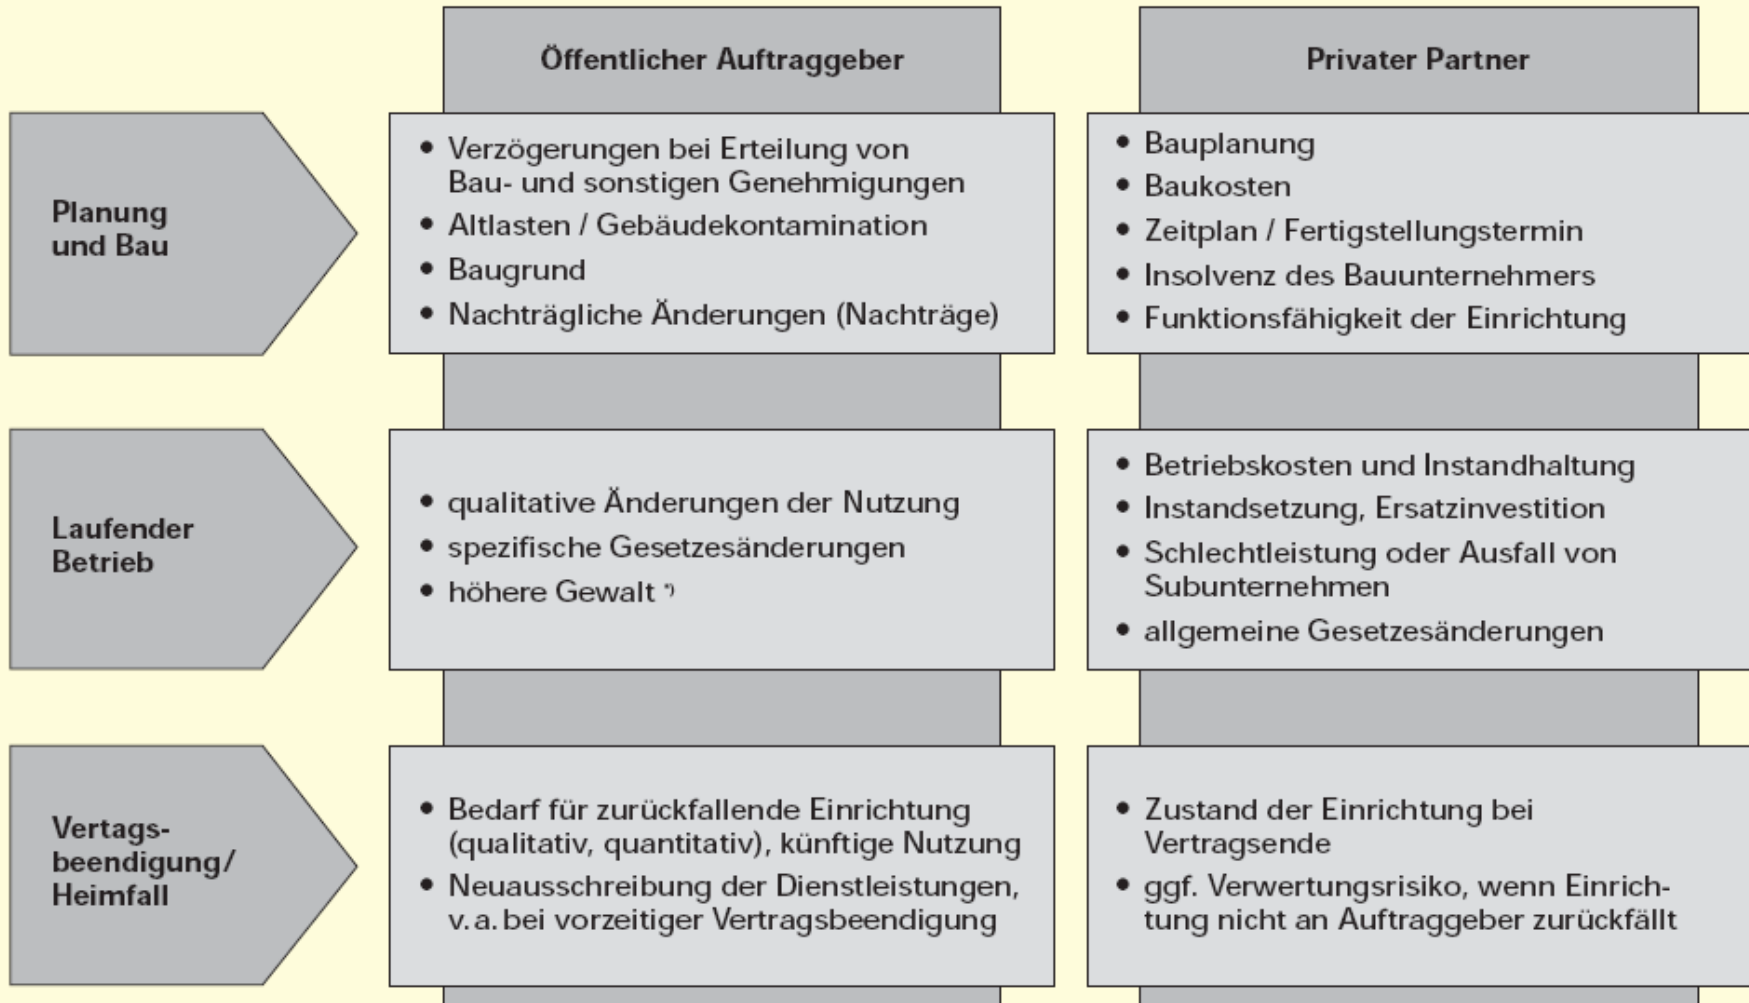 Öffentlicher Auftraggeber
Privater Partner
Planung
und Bau
• Verzögerungen bei Erteilung von
Bau- und sonstigen Genehmigungen
• Altlasten / Gebäudekontamination
• Baugrund
• Nachträgliche Änderungen (Nachträge)
• Bauplanung
• Baukosten
• Zeitplan / Fertigstellungstermin
• Insolvenz des Bauunternehmers
• Funktionsfähigkeit der Einrichtung
Laufender
Betrieb
• qualitative Änderungen der Nutzung
• spezifische Gesetzesänderungen
• höhere Gewalt *)
• Betriebskosten und Instandhaltung
• Instandsetzung, Ersatzinvestition
• Schlechtleistung oder Ausfall von
Subunternehmen
• allgemeine Gesetzesänderungen
Vertags-
beendigung/
Heimfall
• Bedarf für zurückfallende Einrichtung
(qualitativ, quantitativ), künftige Nutzung
• Neuausschreibung der Dienstleistungen,
v.a. bei vorzeitiger Vertragsbeendigung
• Zustand der Einrichtung bei
Vertragsende
• ggf. Verwertungsrisiko, wenn Einrich-
tung nicht an Auftraggeber zurückfällt